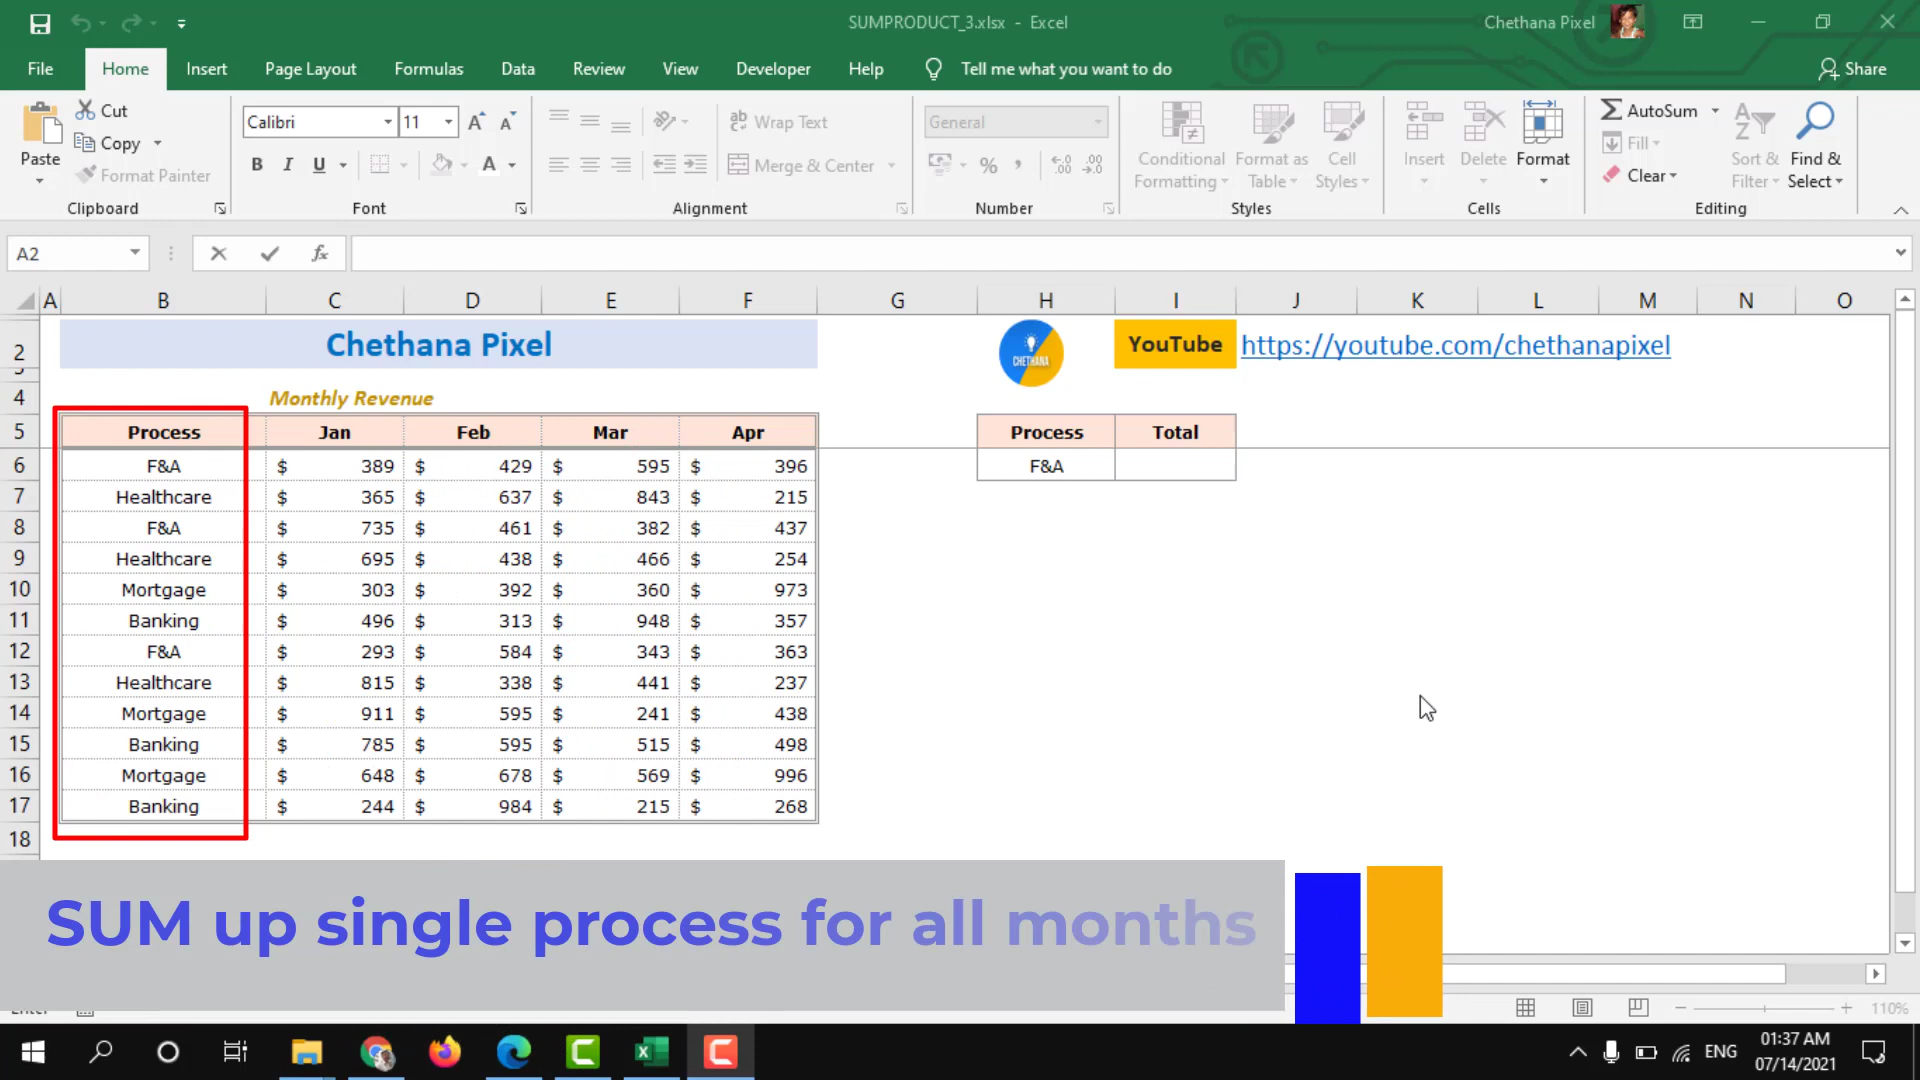 SUMPRODUCT_3.xlsx - Excel
Chethana Pixel
File Home Insert Page Layout Formulas Data Review View Developer Help Tell me what you want to do Share
Cut
Copy
Paste
Format Painter
Clipboard
Calibri 11
B I U A
Font
ab Wrap Text
Merge & Center
Alignment
General
%
Number
Conditional Formatting
Format as Table
Cell Styles
Styles
Insert Delete Format
Cells
AutoSum
Fill
Clear
Sort & Filter
Find & Select
Editing
A2 fx
A B C D E F G H I J K L M N O
2 Chethana Pixel CHETHANA YouTube https://youtube.com/chethanapixel
4 Monthly Revenue
5 Process Jan Feb Mar Apr Process Total
6 F&A $ 389 $ 429 $ 595 $ 396 F&A
7 Healthcare $ 365 $ 637 $ 843 $ 215
8 F&A $ 735 $ 461 $ 382 $ 437
9 Healthcare $ 695 $ 438 $ 466 $ 254
10 Mortgage $ 303 $ 392 $ 360 $ 973
11 Banking $ 496 $ 313 $ 948 $ 357
12 F&A $ 293 $ 584 $ 343 $ 363
13 Healthcare $ 815 $ 338 $ 441 $ 237
14 Mortgage $ 911 $ 595 $ 241 $ 438
15 Banking $ 785 $ 595 $ 515 $ 498
16 Mortgage $ 648 $ 678 $ 569 $ 996
17 Banking $ 244 $ 984 $ 215 $ 268
18
SUM up single process for all months
110%
ENG
01:37 AM
07/14/2021